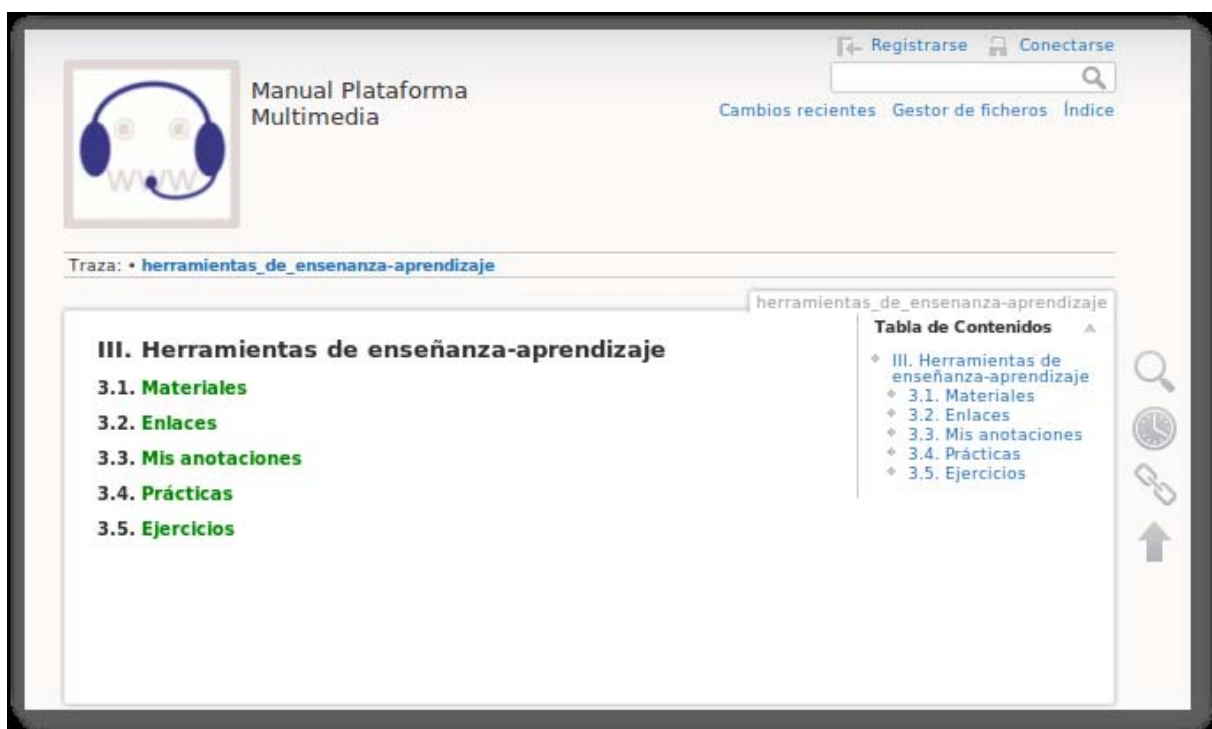 Registrarse Conectarse
Manual Plataforma
Multimedia
Cambios recientes Gestor de ficheros Índice
WWW
Traza: • herramientas_de_ensenanza-aprendizaje
herramientas_de_ensenanza-aprendizaje
III. Herramientas de enseñanza-aprendizaje
3.1. Materiales
3.2. Enlaces
3.3. Mis anotaciones
3.4. Prácticas
3.5. Ejercicios
Tabla de Contenidos
III. Herramientas de
enseñanza-aprendizaje
3.1. Materiales
3.2. Enlaces
3.3. Mis anotaciones
3.4. Prácticas
3.5. Ejercicios